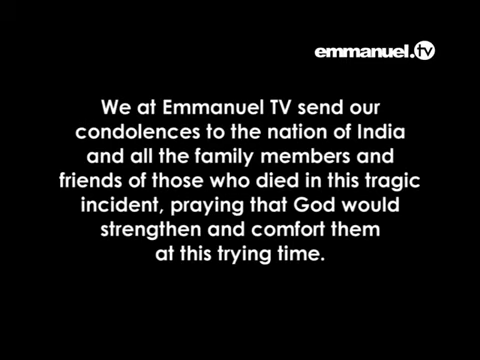 emmanuel.tv
We at Emmanuel TV send our
condolences to the nation of India
and all the family members and
friends of those who died in this tragic
incident, praying that God would
strengthen and comfort them
at this trying time.